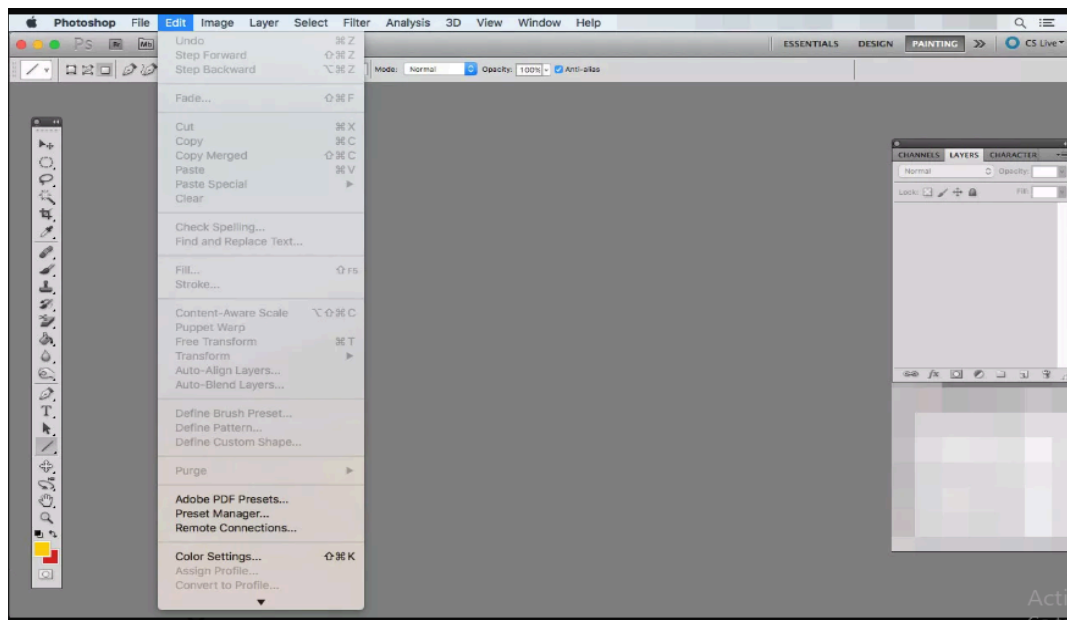 Photoshop File Edit Image Layer Select Filter Analysis 3D View Window Help
Ps Br Mb ESSENTIALS DESIGN PAINTING CS Live
Mode: Normal Opacity: 100% Anti-alias
Undo ⌘Z
Step Forward ⇧⌘Z
Step Backward ⌥⌘Z
Fade... ⇧⌘F
Cut ⌘X
Copy ⌘C
Copy Merged ⇧⌘C
Paste ⌘V
Paste Special
Clear
Check Spelling...
Find and Replace Text...
Fill... ⇧F5
Stroke...
Content-Aware Scale ⌥⇧⌘C
Puppet Warp
Free Transform ⌘T
Transform
Auto-Align Layers...
Auto-Blend Layers...
Define Brush Preset...
Define Pattern...
Define Custom Shape...
Purge
Adobe PDF Presets...
Preset Manager...
Remote Connections...
Color Settings... ⇧⌘K
Assign Profile...
Convert to Profile...
CHANNELS LAYERS CHARACTER
Normal Opacity:
Lock: Fill:
Acti